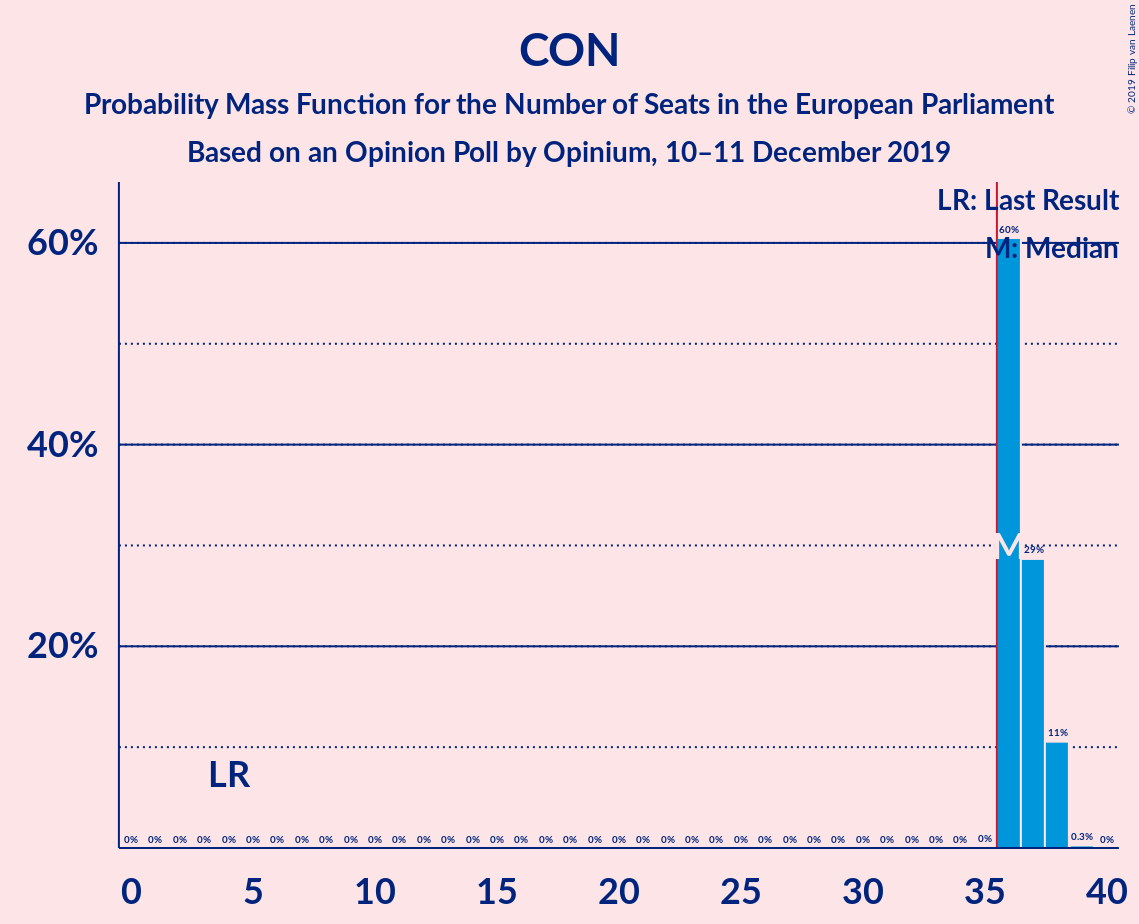 © 2019 Filip van Laenen
CON
Probability Mass Function for the Number of Seats in the European Parliament
Based on an Opinion Poll by Opinium, 10–11 December 2019
LR: Last Result
M: Median
60%
40%
20%
60%
M
29%
11%
LR
0% 0% 0% 0% 0% 0% 0% 0% 0% 0% 0% 0% 0% 0% 0% 0% 0% 0% 0% 0% 0% 0% 0% 0% 0% 0% 0% 0% 0% 0% 0% 0% 0% 0% 0% 0% 0.3% 0%
0 5 10 15 20 25 30 35 40